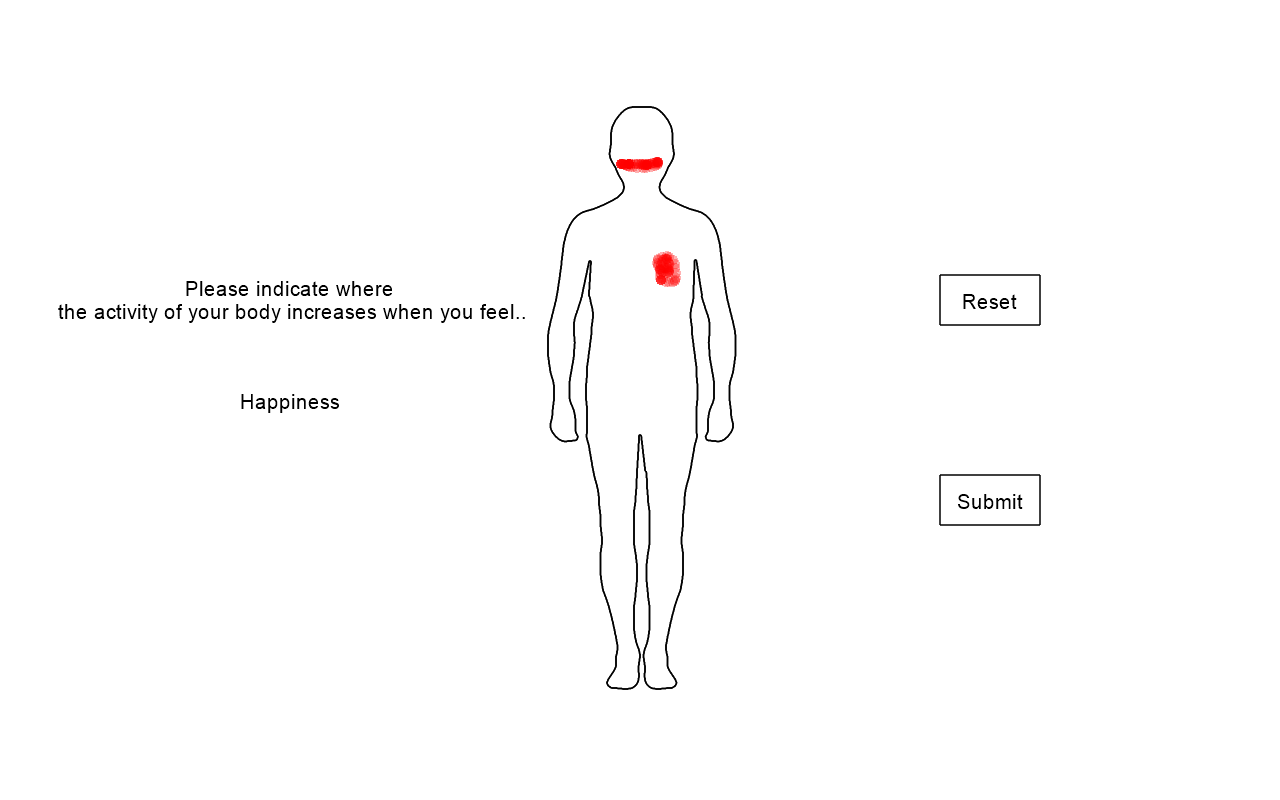 Please indicate where
the activity of your body increases when you feel..
Happiness
Reset
Submit